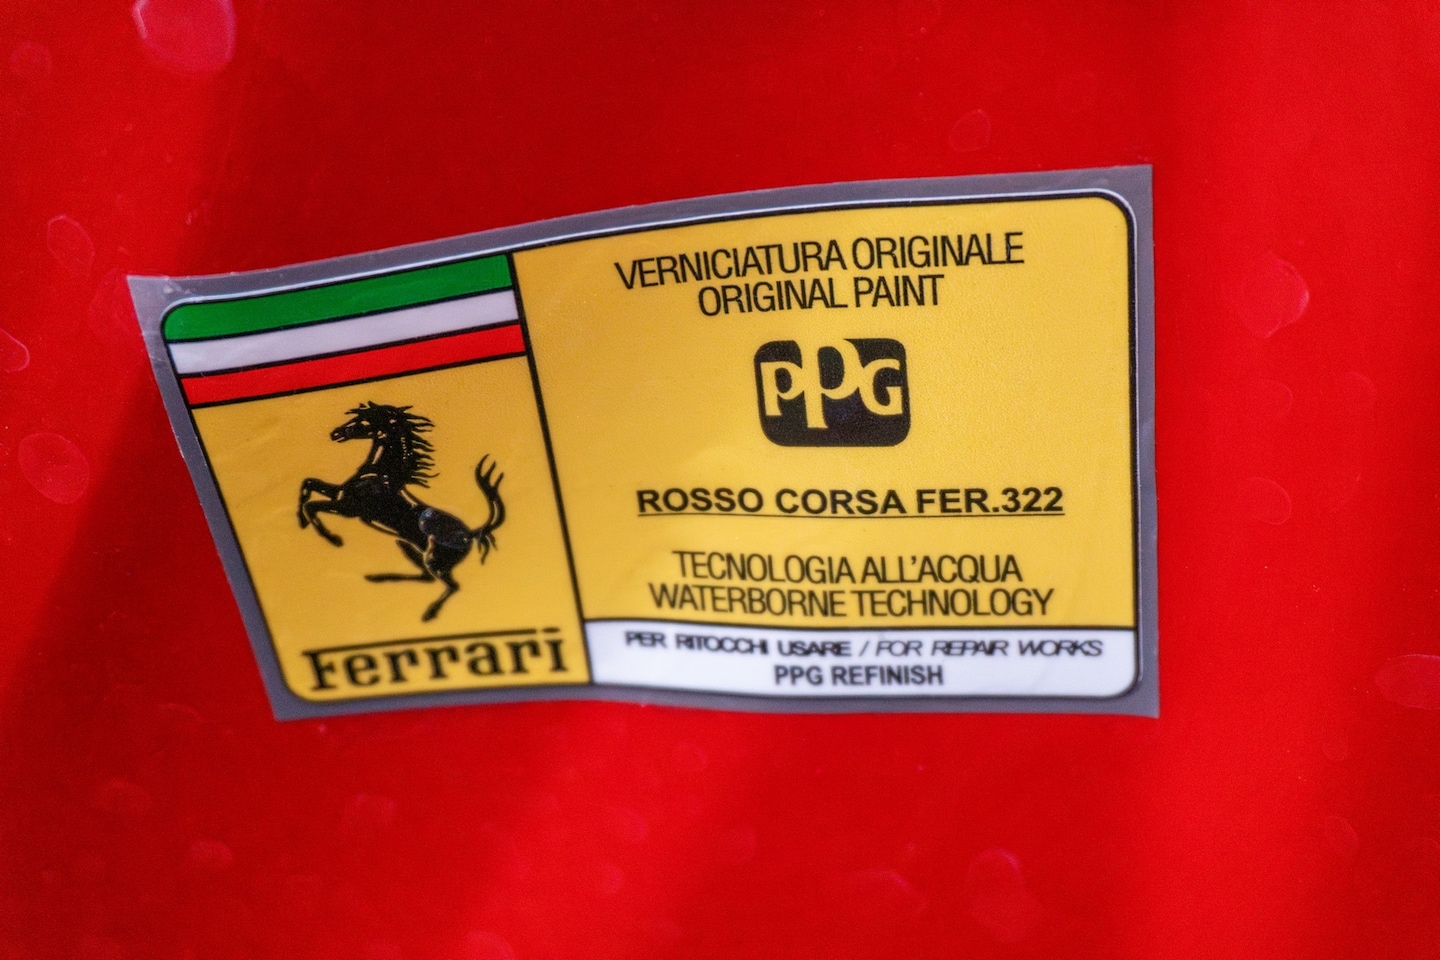 Ferrari
VERNICIATURA ORIGINALE
ORIGINAL PAINT
PPG
ROSSO CORSA FER.322
TECNOLOGIA ALL'ACQUA
WATERBORNE TECHNOLOGY
PER RITOCCHI USARE / FOR REPAIR WORKS
PPG REFINISH